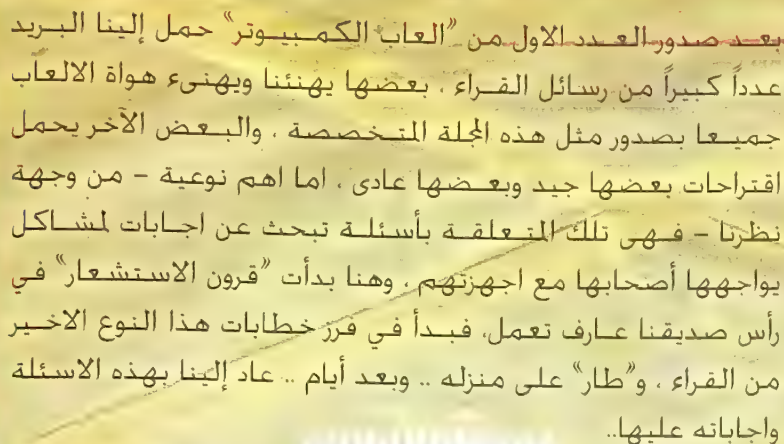 بعد صدور العدد الاول من "العاب الكمبيوتر" حمل إلينا البريد
عدداً كبيراً من رسائل القراء ، بعضها يهنئنا ويهنىء هواة الالعاب
جميعا بصدور مثل هذه المجلة المتخصصة ، والبعض الآخر يحمل
اقتراحات بعضها جيد وبعضها عادى ، اما اهم نوعية – من وجهة
نظرنا – فهى تلك المتعلقة بأسئلة تبحث عن اجابات لمشاكل
يواجهها أصحابها مع اجهزتهم ، وهنا بدأت "قرون الاستشعار" في
رأس صديقنا عارف تعمل، فبدأ في فرز خطابات هذا النوع الاخير
من القراء ، و"طار" على منزله .. وبعد أيام .. عاد إلينا بهذه الاسئلة
واجاباته عليها..